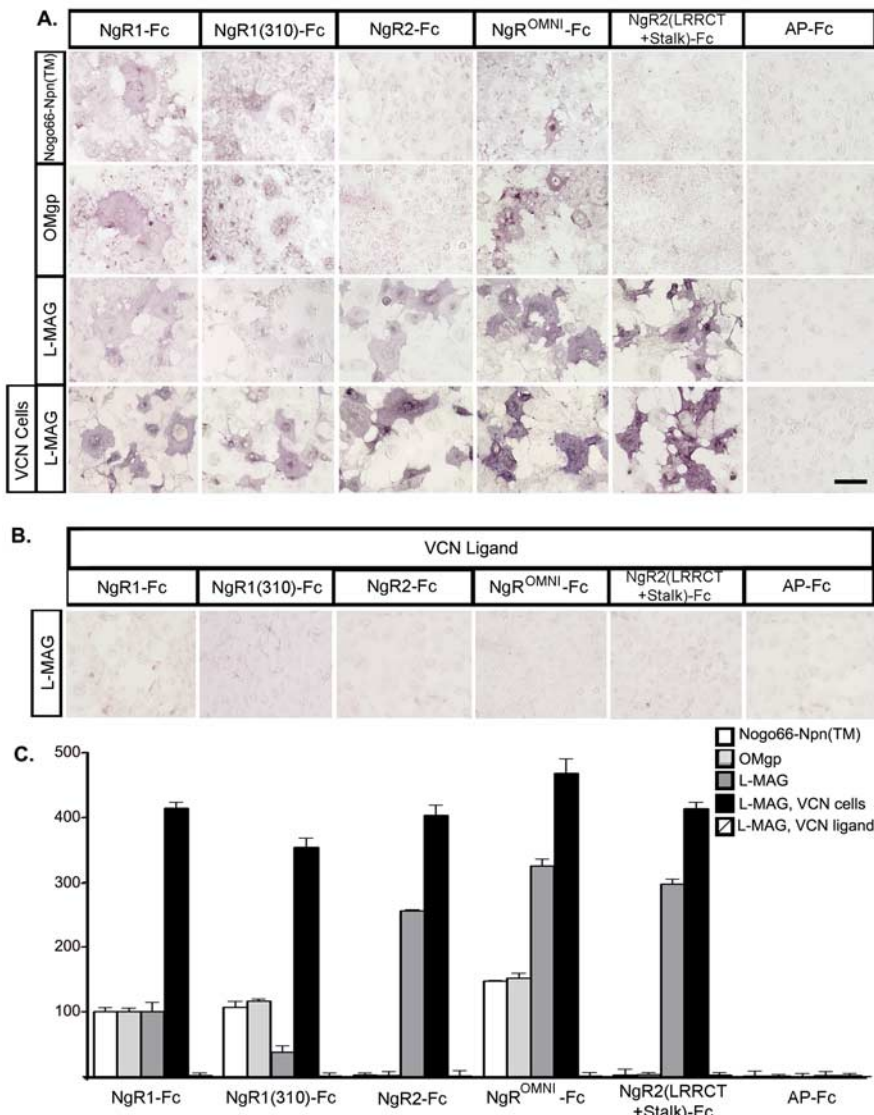 A.
NgR1-Fc NgR1(310)-Fc NgR2-Fc NgR^OMNI-Fc NgR2(LRRCT AP-Fc
+Stalk)-Fc
Nogo66-Npn(TM)
OMgp
L-MAG
VCN Cells L-MAG
B.
VCN Ligand
NgR1-Fc NgR1(310)-Fc NgR2-Fc NgR^OMNI-Fc NgR2(LRRCT AP-Fc
+Stalk)-Fc
L-MAG
C.
500
400
300
200
100
Nogo66-Npn(TM)
OMgp
L-MAG
L-MAG, VCN cells
L-MAG, VCN ligand
NgR1-Fc NgR1(310)-Fc NgR2-Fc NgR^OMNI-Fc NgR2(LRRCT AP-Fc
+Stalk)-Fc